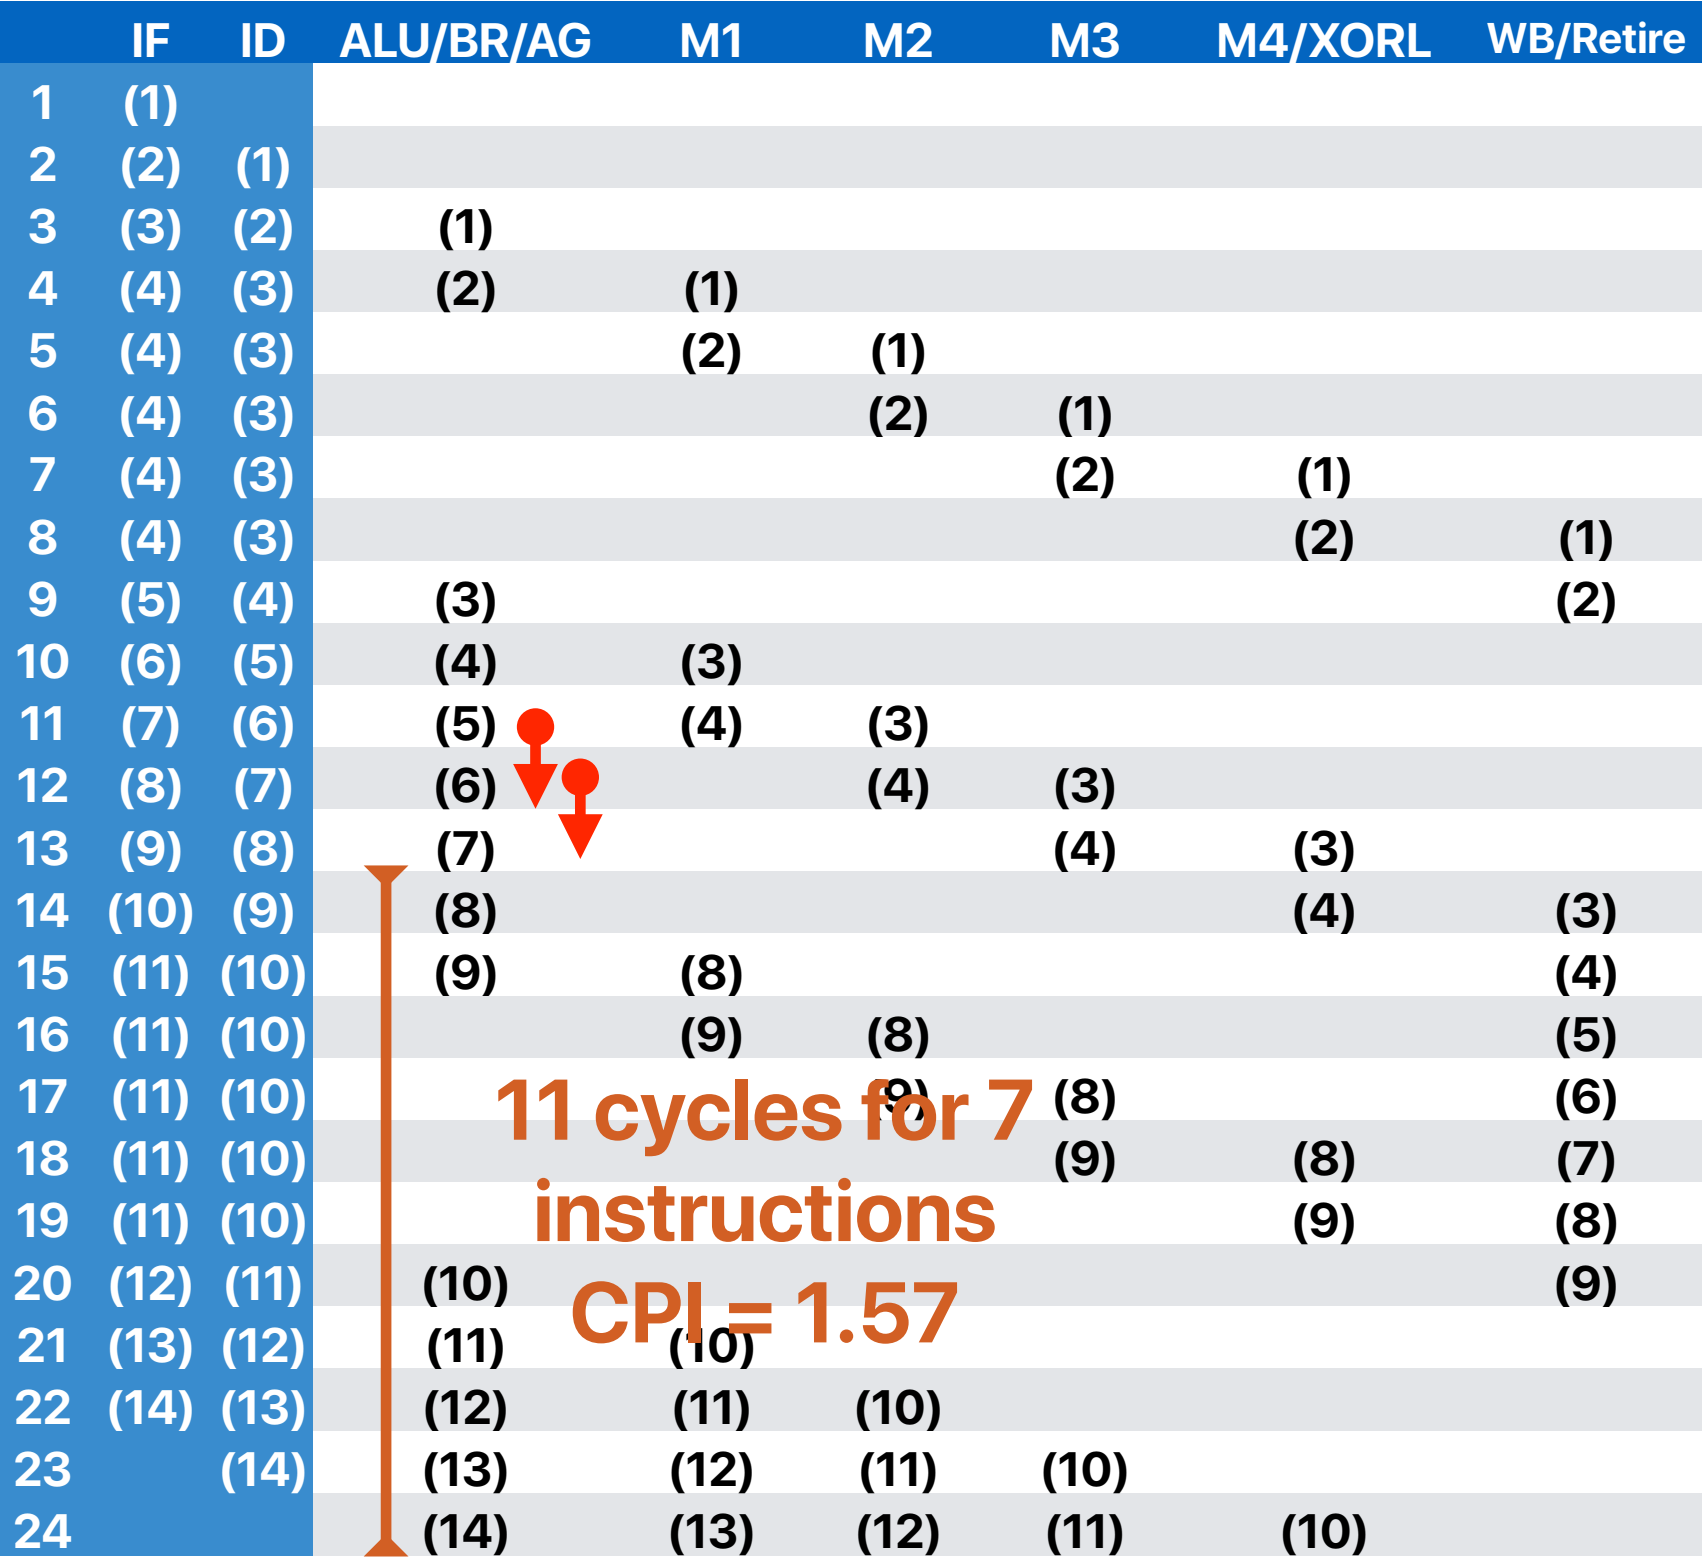 IF ID ALU/BR/AG M1 M2 M3 M4/XORL WB/Retire
1 (1)
2 (2) (1)
3 (3) (2) (1)
4 (4) (3) (2) (1)
5 (4) (3) (2) (1)
6 (4) (3) (2) (1)
7 (4) (3) (2) (1)
8 (4) (3) (2) (1)
9 (5) (4) (3) (2)
10 (6) (5) (4) (3)
11 (7) (6) (5) (4) (3)
12 (8) (7) (6) (4) (3)
13 (9) (8) (7) (4) (3)
14 (10) (9) (8) (4) (3)
15 (11) (10) (9) (8) (4)
16 (11) (10) (9) (8) (5)
17 (11) (10) (9) (8) (6)
18 (11) (10) (9) (8) (7)
19 (11) (10) (9) (8)
20 (12) (11) (10) (9)
21 (13) (12) (11) (10)
22 (14) (13) (12) (11) (10)
23 (14) (13) (12) (11) (10)
24 (14) (13) (12) (11) (10)
11 cycles for 7
instructions
CPI = 1.57